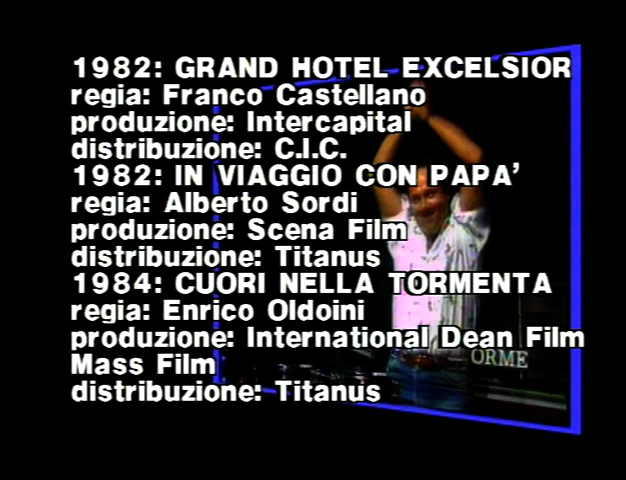 1982: GRAND HOTEL EXCELSIOR
regia: Franco Castellano
produzione: Intercapital
distribuzione: C.I.C.
1982: IN VIAGGIO CON PAPA'
regia: Alberto Sordi
produzione: Scena Film
distribuzione: Titanus
1984: CUORI NELLA TORMENTA
regia: Enrico Oldoini
produzione: International Dean Film
Mass Film
distribuzione: Titanus
ORME